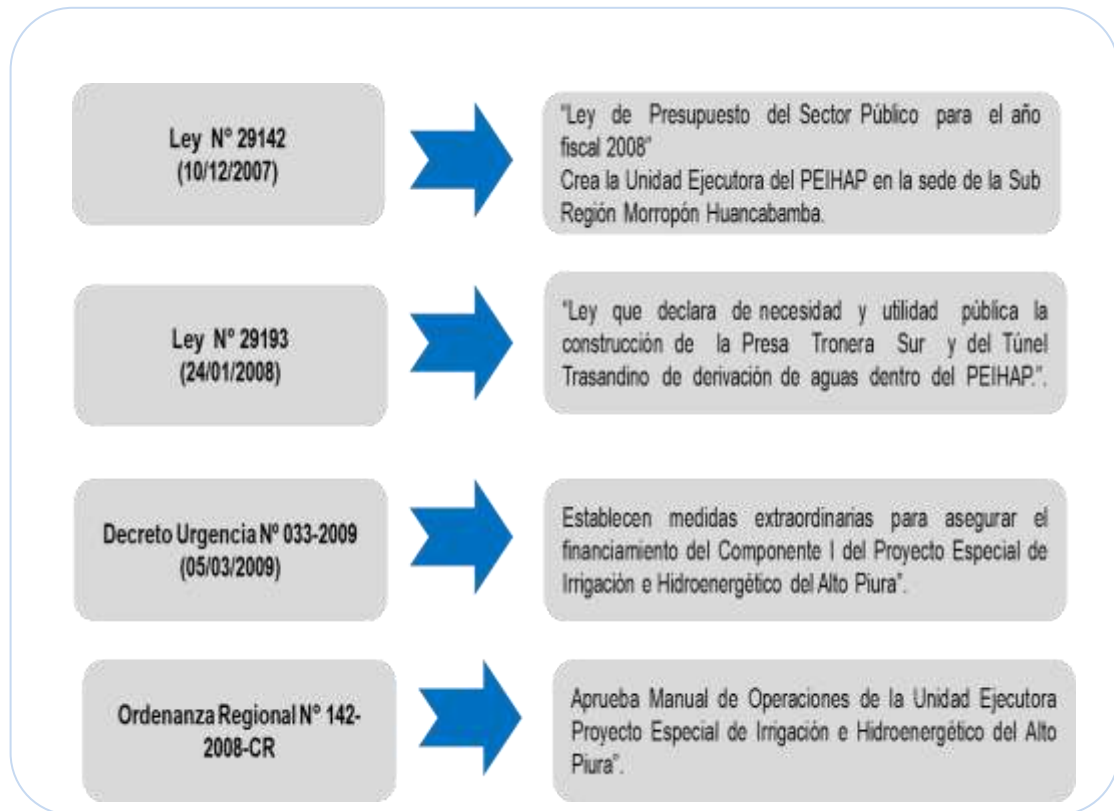 Ley N° 29142
(10/12/2007)
"Ley de Presupuesto del Sector Público para el año
fiscal 2008"
Crea la Unidad Ejecutora del PEIHAP en la sede de la Sub
Región Morropón Huancabamba.
Ley N° 29193
(24/01/2008)
"Ley que declara de necesidad y utilidad pública la
construcción de la Presa Tronera Sur y del Túnel
Trasandino de derivación de aguas dentro del PEIHAP.".
Decreto Urgencia Nº 033-2009
(05/03/2009)
Establecen medidas extraordinarias para asegurar el
financiamiento del Componente I del Proyecto Especial de
Irrigación e Hidroenergético del Alto Piura".
Ordenanza Regional N° 142-
2008-CR
Aprueba Manual de Operaciones de la Unidad Ejecutora
Proyecto Especial de Irrigación e Hidroenergético del Alto
Piura".